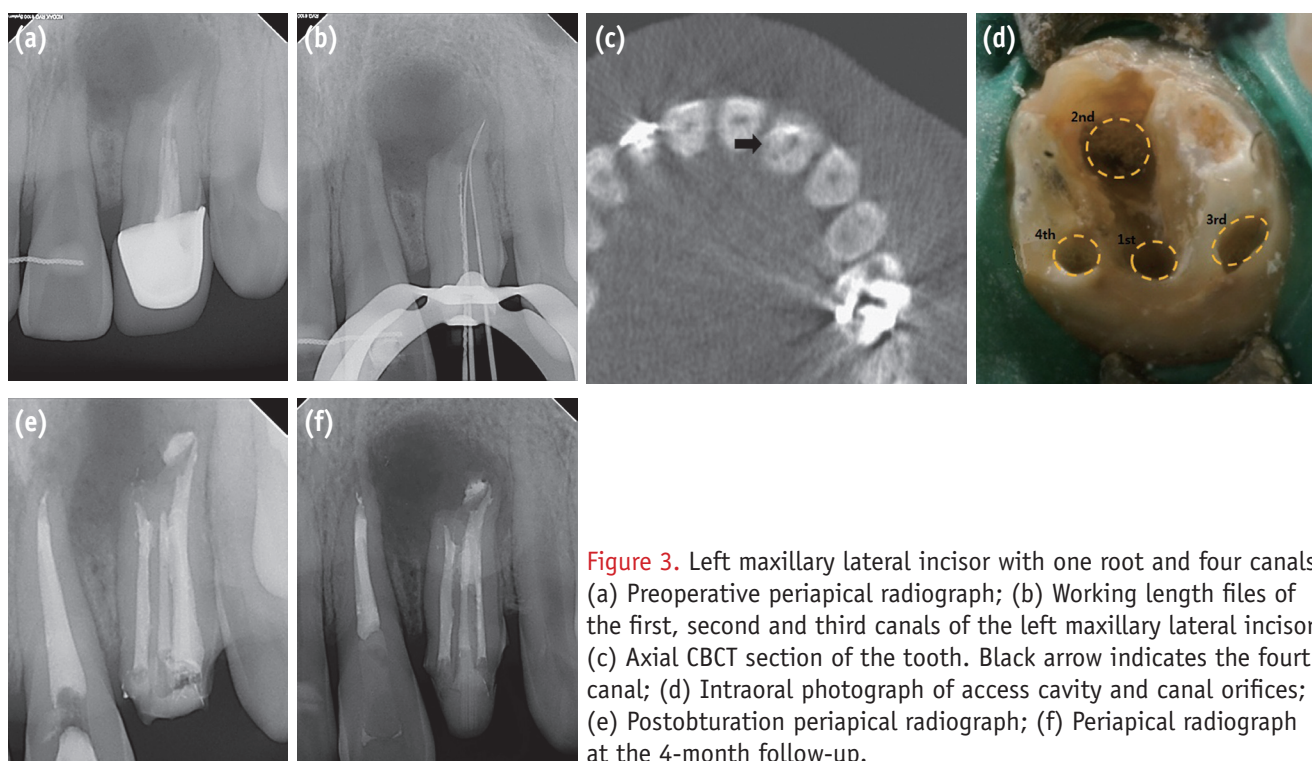 (a)
(b)
(c)
(d)
2nd
3rd
4th
1st
(e)
(f)
Figure 3. Left maxillary lateral incisor with one root and four canals
(a) Preoperative periapical radiograph; (b) Working length files of
the first, second and third canals of the left maxillary lateral incisor
(c) Axial CBCT section of the tooth. Black arrow indicates the fourt
canal; (d) Intraoral photograph of access cavity and canal orifices;
(e) Postobturation periapical radiograph; (f) Periapical radiograph
at the 4-month follow-up.